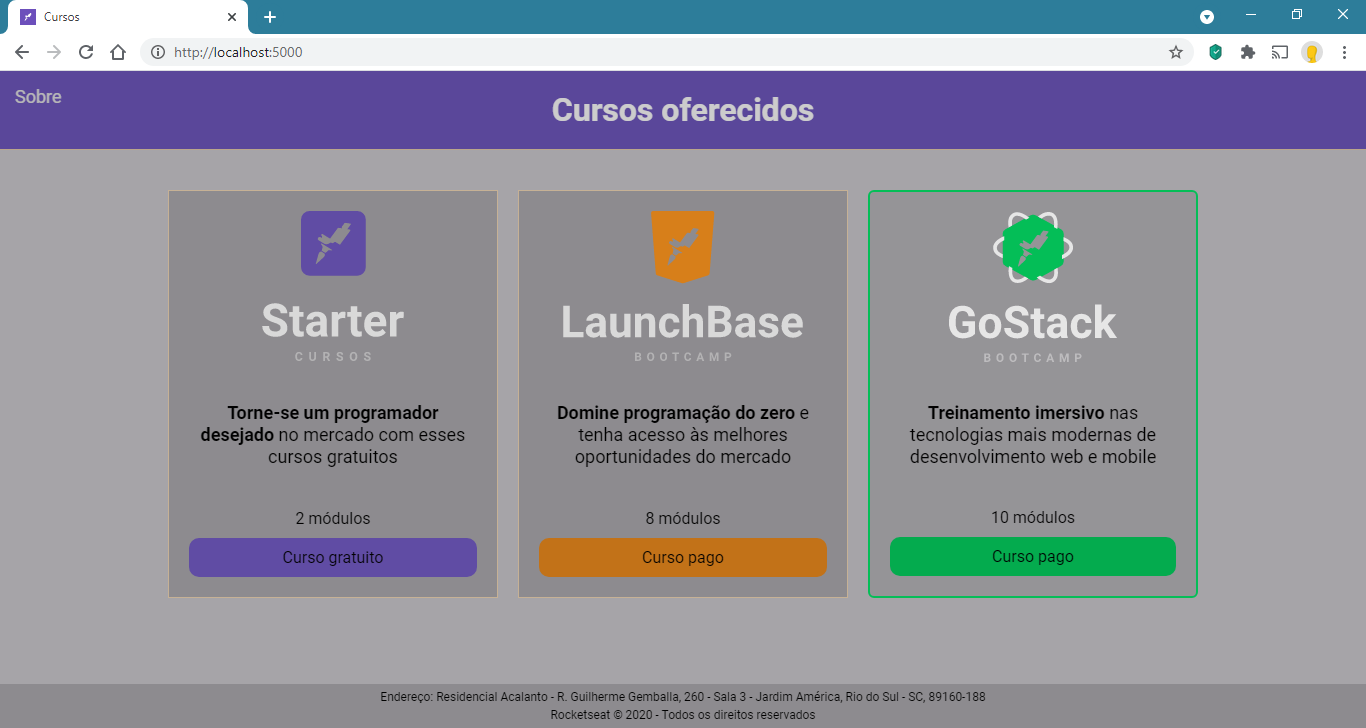 Cursos
http://localhost:5000
Sobre
Cursos oferecidos
Starter
CURSOS
Torne-se um programador
desejado no mercado com esses
cursos gratuitos
2 módulos
Curso gratuito
LaunchBase
BOOTCAMP
Domine programação do zero e
tenha acesso às melhores
oportunidades do mercado
8 módulos
Curso pago
GoStack
BOOTCAMP
Treinamento imersivo nas
tecnologias mais modernas de
desenvolvimento web e mobile
10 módulos
Curso pago
Endereço: Residencial Acalanto - R. Guilherme Gemballa, 260 - Sala 3 - Jardim América, Rio do Sul - SC, 89160-188
Rocketseat © 2020 - Todos os direitos reservados